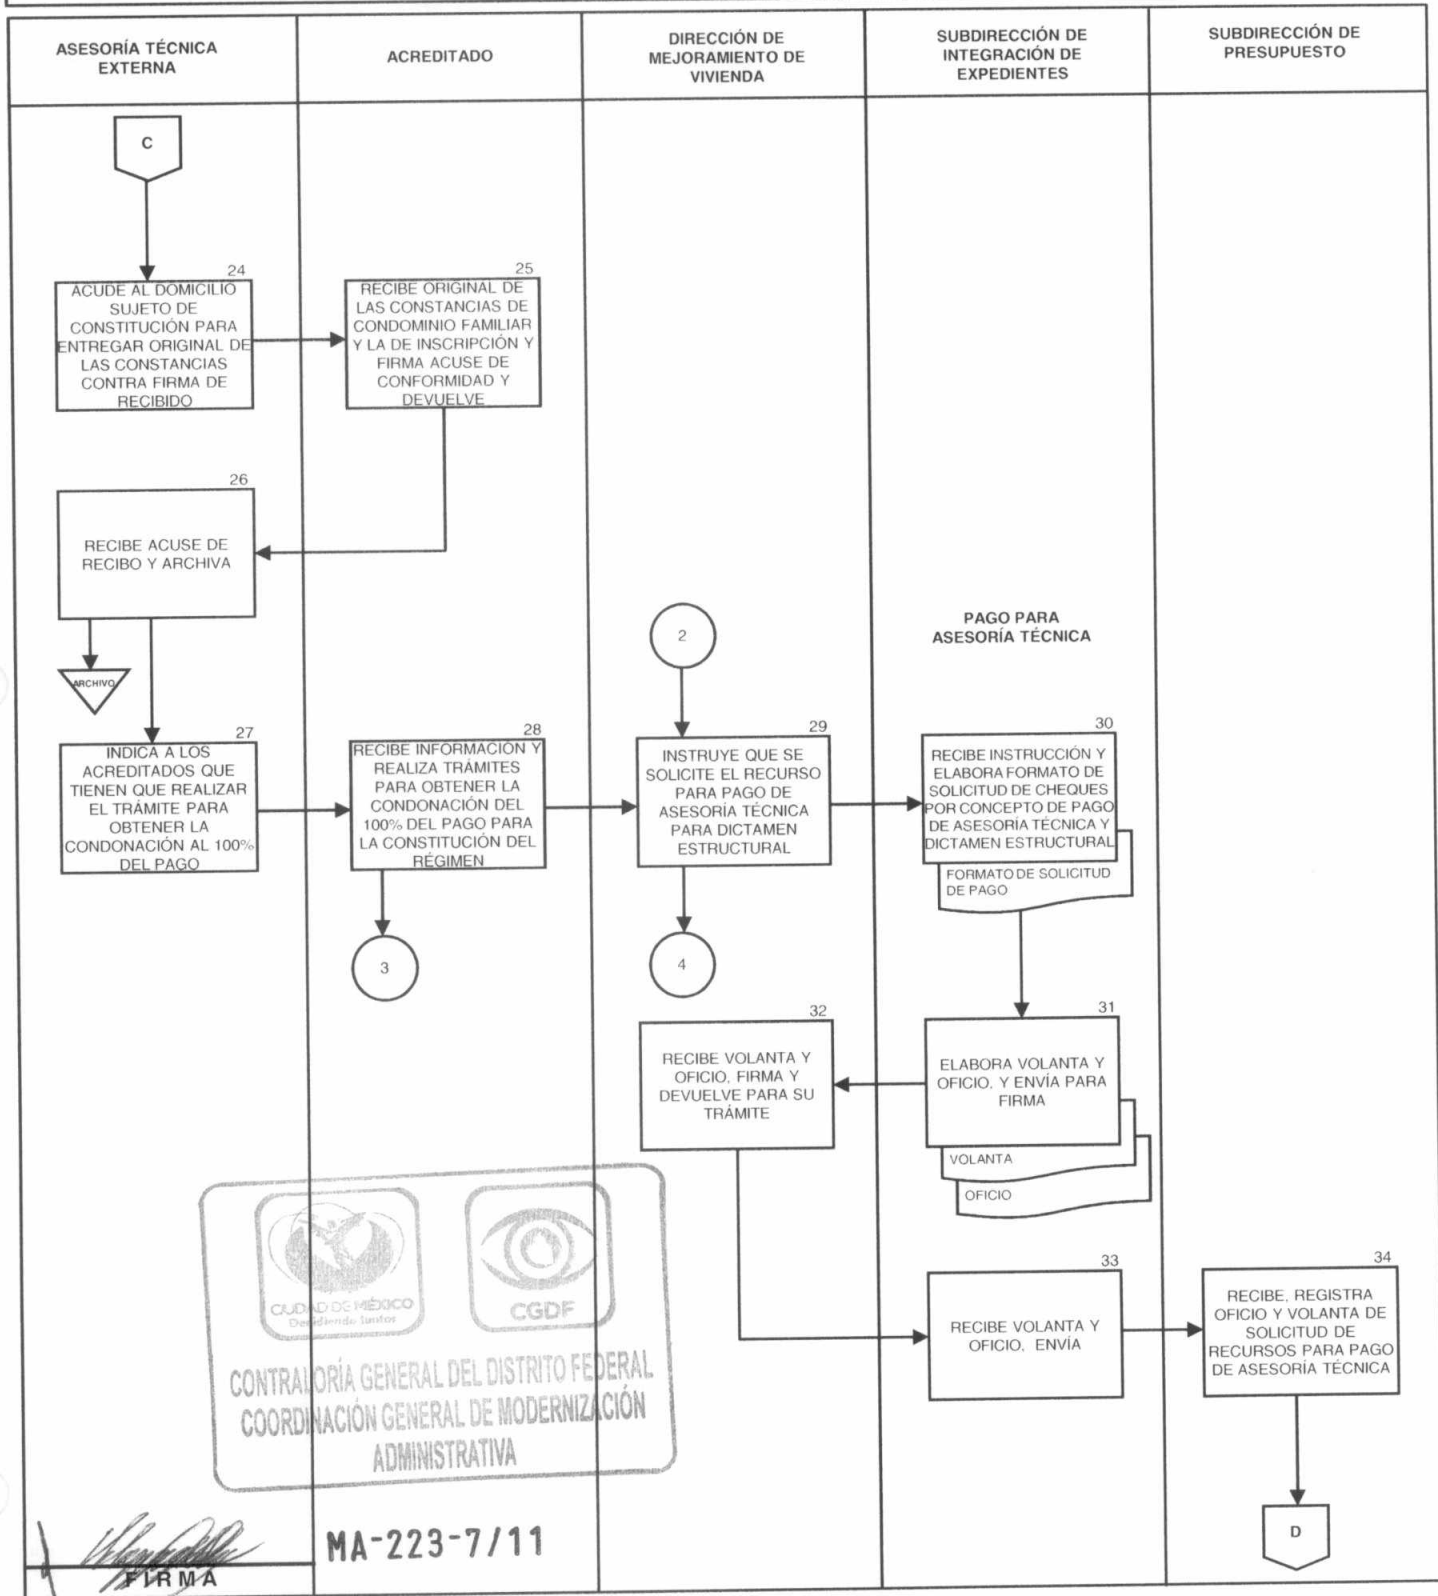 ASESORÍA TÉCNICA
EXTERNA
ACREDITADO
DIRECCIÓN DE
MEJORAMIENTO DE
VIVIENDA
SUBDIRECCIÓN DE
INTEGRACIÓN DE
EXPEDIENTES
SUBDIRECCIÓN DE
PRESUPUESTO
C
24
ACUDE AL DOMICILIO
SUJETO DE
CONSTITUCIÓN PARA
ENTREGAR ORIGINAL DE
LAS CONSTANCIAS
CONTRA FIRMA DE
RECIBIDO
25
RECIBE ORIGINAL DE
LAS CONSTANCIAS DE
CONDOMINIO FAMILIAR
Y LA DE INSCRIPCIÓN Y
FIRMA ACUSE DE
CONFORMIDAD Y
DEVUELVE
26
RECIBE ACUSE DE
RECIBO Y ARCHIVA
ARCHIVO
2
PAGO PARA
ASESORÍA TÉCNICA
27
INDICA A LOS
ACREDITADOS QUE
TIENEN QUE REALIZAR
EL TRÁMITE PARA
OBTENER LA
CONDONACIÓN AL 100%
DEL PAGO
28
RECIBE INFORMACIÓN Y
REALIZA TRÁMITES
PARA OBTENER LA
CONDONACIÓN DEL
100% DEL PAGO PARA
LA CONSTITUCIÓN DEL
RÉGIMEN
29
INSTRUYE QUE SE
SOLICITE EL RECURSO
PARA PAGO DE
ASESORÍA TÉCNICA
PARA DICTAMEN
ESTRUCTURAL
30
RECIBE INSTRUCCIÓN Y
ELABORA FORMATO DE
SOLICITUD DE CHEQUES
POR CONCEPTO DE PAGO
DE ASESORÍA TÉCNICA Y
DICTAMEN ESTRUCTURAL
FORMATO DE SOLICITUD
DE PAGO
3
4
32
RECIBE VOLANTA Y
OFICIO, FIRMA Y
DEVUELVE PARA SU
TRÁMITE
31
ELABORA VOLANTA Y
OFICIO, Y ENVÍA PARA
FIRMA
VOLANTA
OFICIO
33
RECIBE VOLANTA Y
OFICIO, ENVÍA
34
RECIBE, REGISTRA
OFICIO Y VOLANTA DE
SOLICITUD DE
RECURSOS PARA PAGO
DE ASESORÍA TÉCNICA
D
CIUDAD DE MÉXICO
Decidiendo Juntos
CGDF
CONTRALORÍA GENERAL DEL DISTRITO FEDERAL
COORDINACIÓN GENERAL DE MODERNIZACIÓN
ADMINISTRATIVA
MA-223-7/11
FIRMA